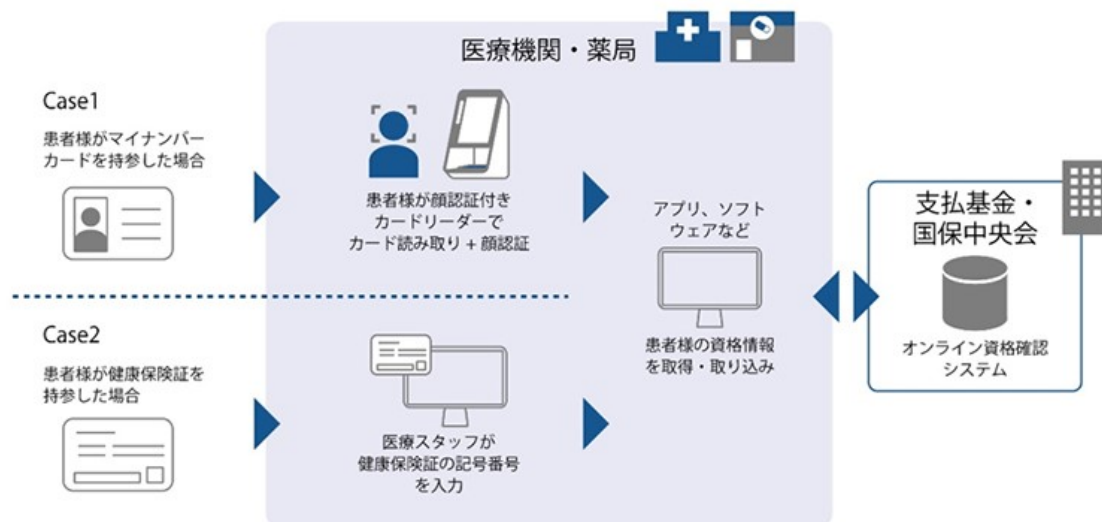 医療機関・薬局
Case1
患者様がマイナンバー
カードを持参した場合
患者様が顔認証付き
カードリーダーで
カード読み取り + 顔認証
Case2
患者様が健康保険証を
持参した場合
医療スタッフが
健康保険証の記号番号
を入力
アプリ、ソフト
ウェアなど
患者様の資格情報
を取得・取り込み
支払基金・
国保中央会
オンライン資格確認
システム